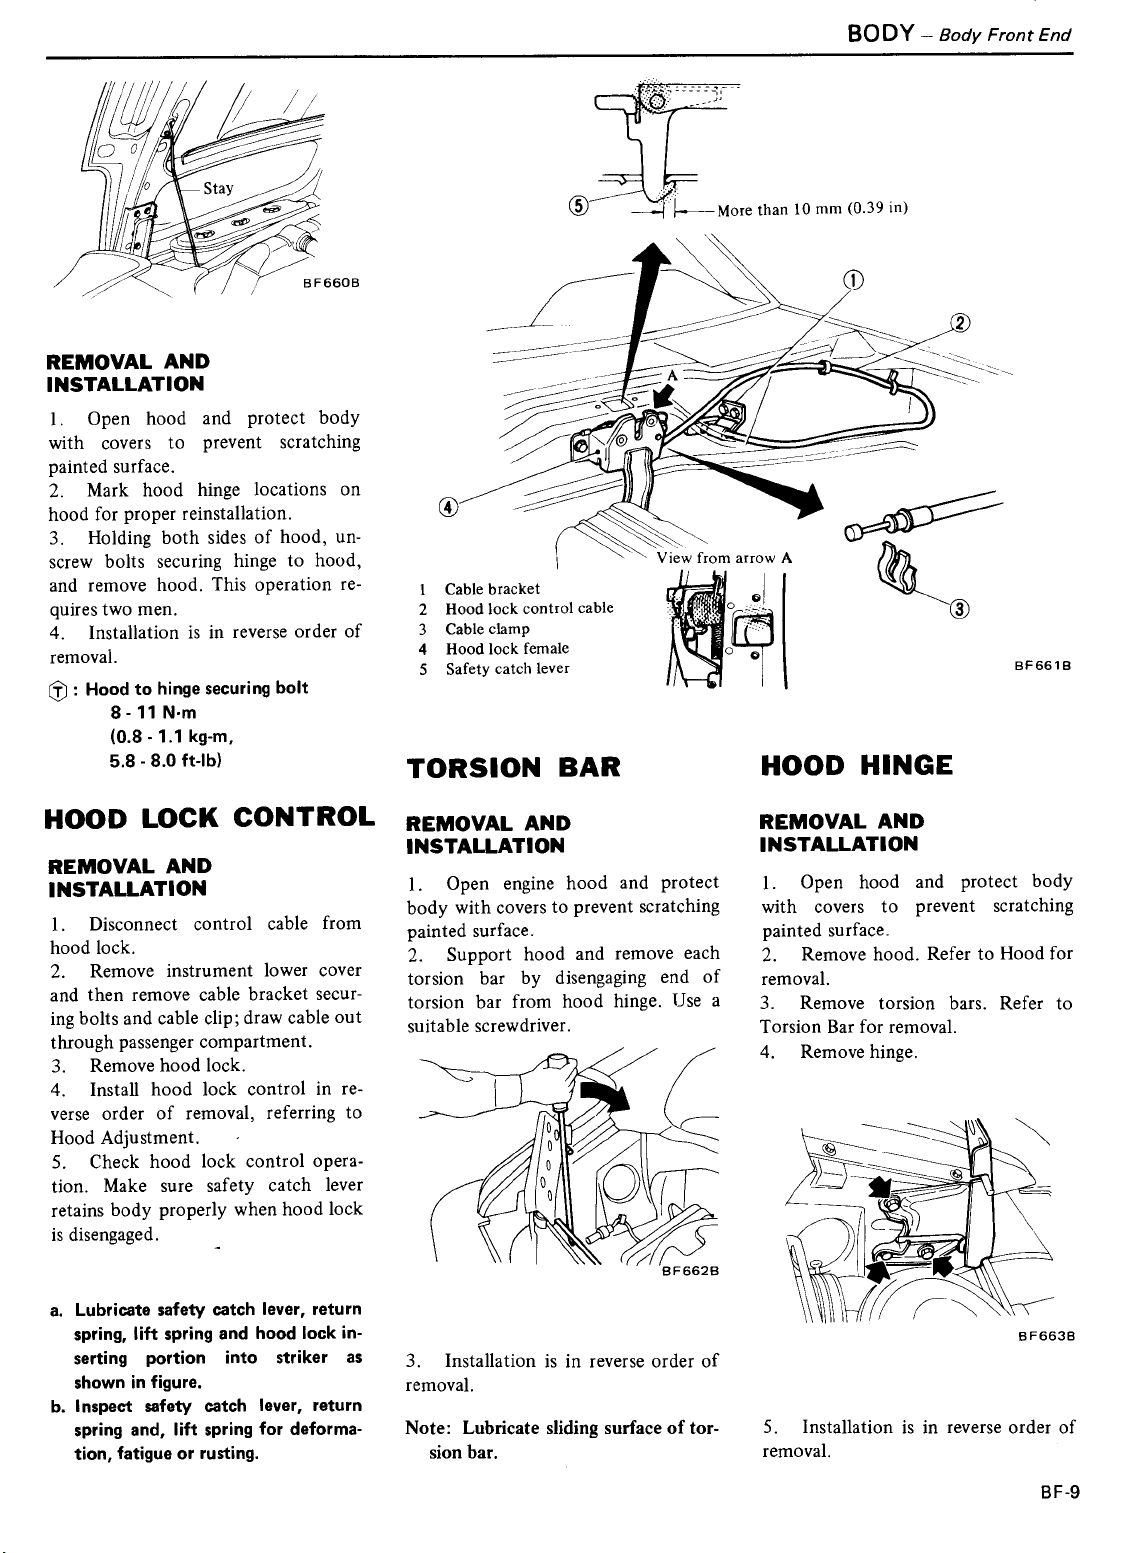 BODY – Body Front End
Stay
BF660B
REMOVAL AND
INSTALLATION
1. Open hood and protect body
with covers to prevent scratching
painted surface.
2. Mark hood hinge locations on
hood for proper reinstallation.
3. Holding both sides of hood, un-
screw bolts securing hinge to hood,
and remove hood. This operation re-
quires two men.
4. Installation is in reverse order of
removal.
Ⓣ : Hood to hinge securing bolt
8 - 11 N·m
(0.8 - 1.1 kg-m,
5.8 - 8.0 ft-lb)
HOOD LOCK CONTROL
REMOVAL AND
INSTALLATION
1. Disconnect control cable from
hood lock.
2. Remove instrument lower cover
and then remove cable bracket secur-
ing bolts and cable clip; draw cable out
through passenger compartment.
3. Remove hood lock.
4. Install hood lock control in re-
verse order of removal, referring to
Hood Adjustment.
5. Check hood lock control opera-
tion. Make sure safety catch lever
retains body properly when hood lock
is disengaged.
a. Lubricate safety catch lever, return
spring, lift spring and hood lock in-
serting portion into striker as
shown in figure.
b. Inspect safety catch lever, return
spring and, lift spring for deforma-
tion, fatigue or rusting.
⑤
More than 10 mm (0.39 in)
①
②
A
④
View from arrow A
③
1 Cable bracket
2 Hood lock control cable
3 Cable clamp
4 Hood lock female
5 Safety catch lever
BF661B
TORSION BAR
REMOVAL AND
INSTALLATION
1. Open engine hood and protect
body with covers to prevent scratching
painted surface.
2. Support hood and remove each
torsion bar by disengaging end of
torsion bar from hood hinge. Use a
suitable screwdriver.
BF662B
3. Installation is in reverse order of
removal.
Note: Lubricate sliding surface of tor-
sion bar.
HOOD HINGE
REMOVAL AND
INSTALLATION
1. Open hood and protect body
with covers to prevent scratching
painted surface.
2. Remove hood. Refer to Hood for
removal.
3. Remove torsion bars. Refer to
Torsion Bar for removal.
4. Remove hinge.
BF663B
5. Installation is in reverse order of
removal.
BF-9